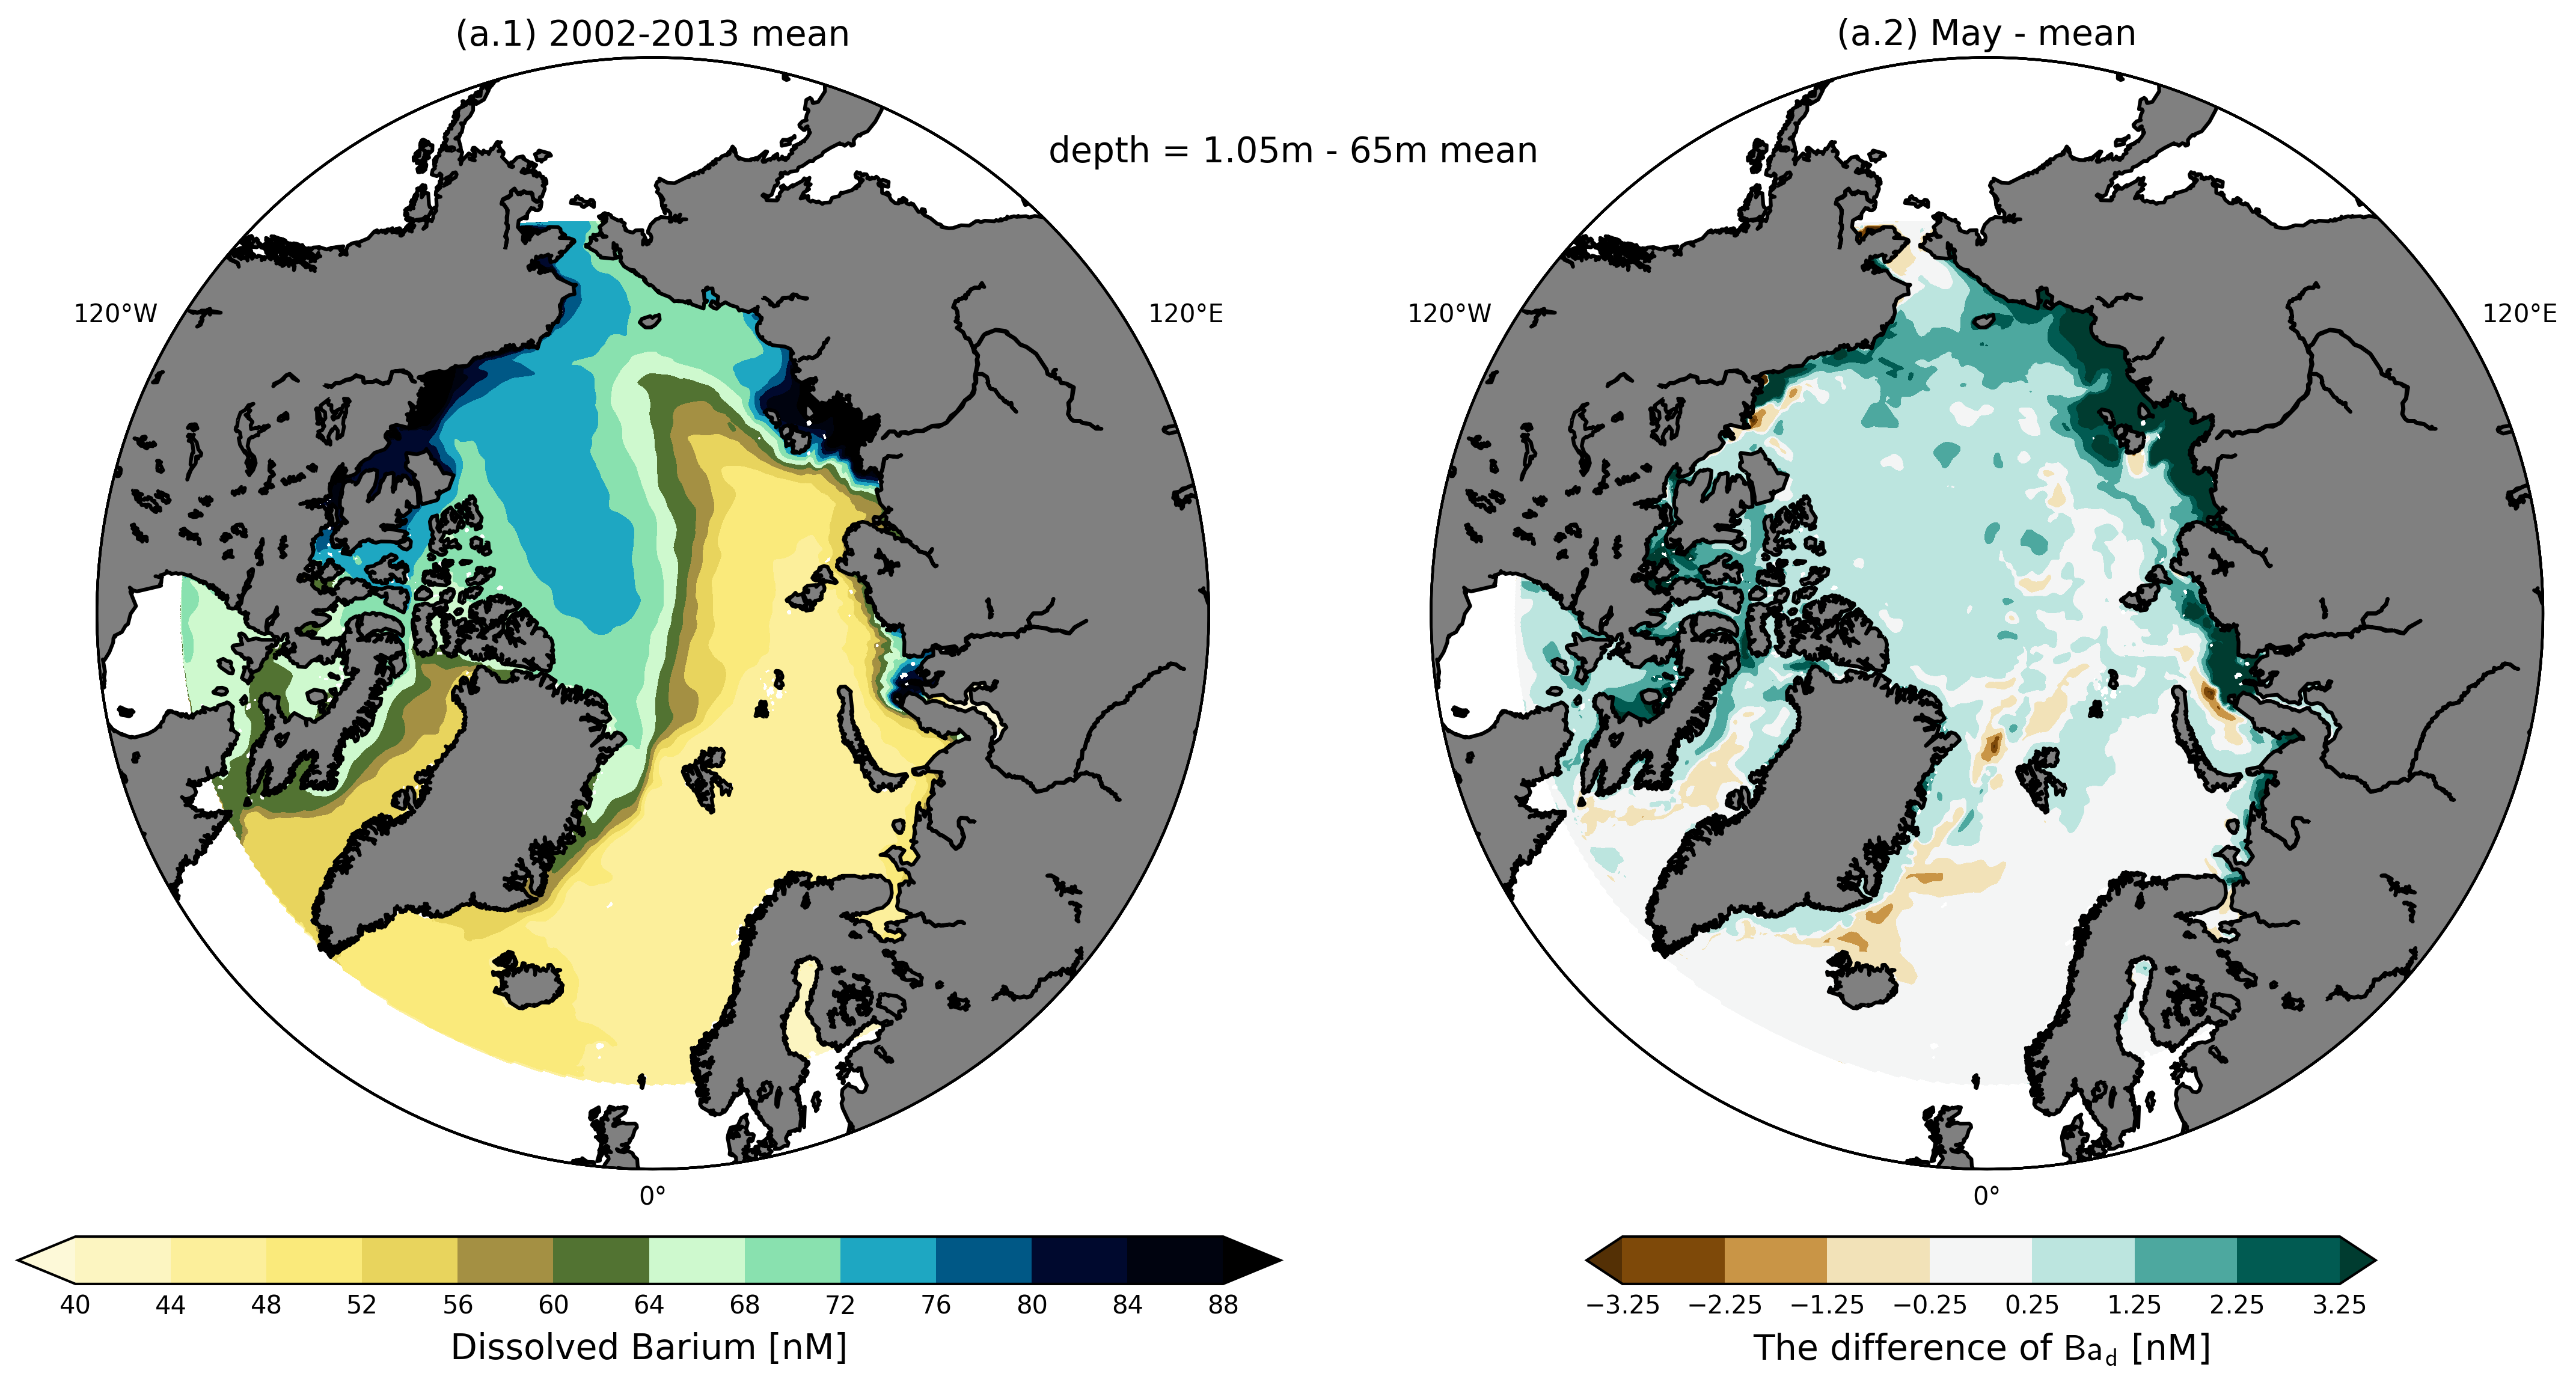 (a.1) 2002-2013 mean
(a.2) May - mean
depth = 1.05m - 65m mean
120°W
120°E
120°W
120°E
0°
0°
40 44 48 52 56 60 64 68 72 76 80 84 88
Dissolved Barium [nM]
−3.25 −2.25 −1.25 −0.25 0.25 1.25 2.25 3.25
The difference of Ba_d [nM]